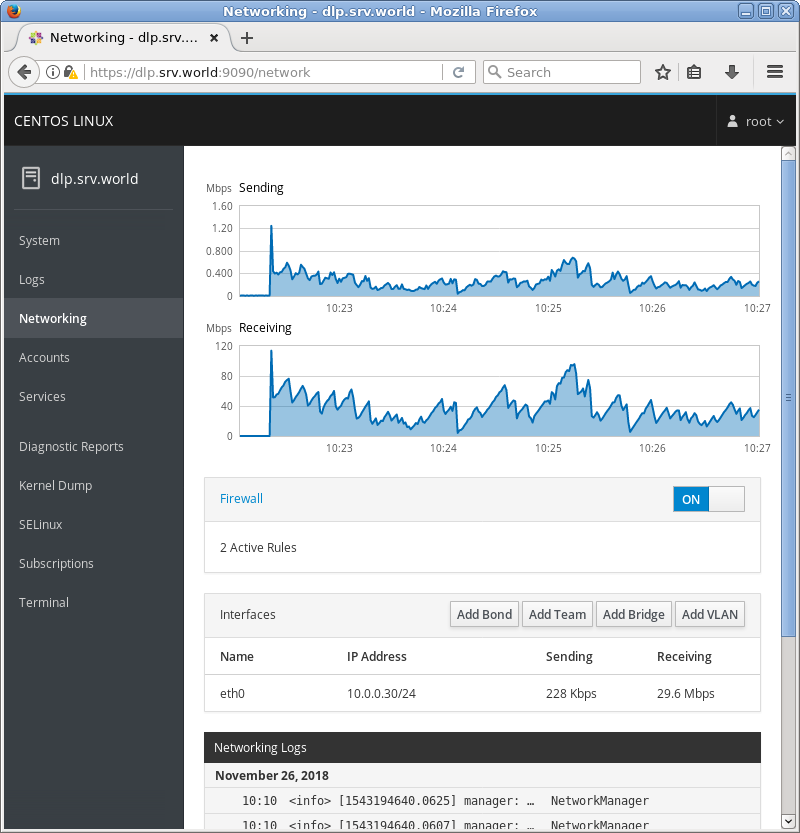 Networking - dlp.srv.world - Mozilla Firefox
Networking - dlp.srv....
https://dlp.srv.world:9090/network
Search
CENTOS LINUX
root
dlp.srv.world
System
Logs
Networking
Accounts
Services
Diagnostic Reports
Kernel Dump
SELinux
Subscriptions
Terminal
Mbps Sending
1.60
1.20
0.800
0.400
0
10:23 10:24 10:25 10:26 10:27
Mbps Receiving
120
80
40
0
10:23 10:24 10:25 10:26 10:27
Firewall ON
2 Active Rules
Interfaces Add Bond Add Team Add Bridge Add VLAN
Name IP Address Sending Receiving
eth0 10.0.0.30/24 228 Kbps 29.6 Mbps
Networking Logs
November 26, 2018
10:10 <info> [1543194640.0625] manager: … NetworkManager
10:10 <info> [1543194640.0607] manager: … NetworkManager